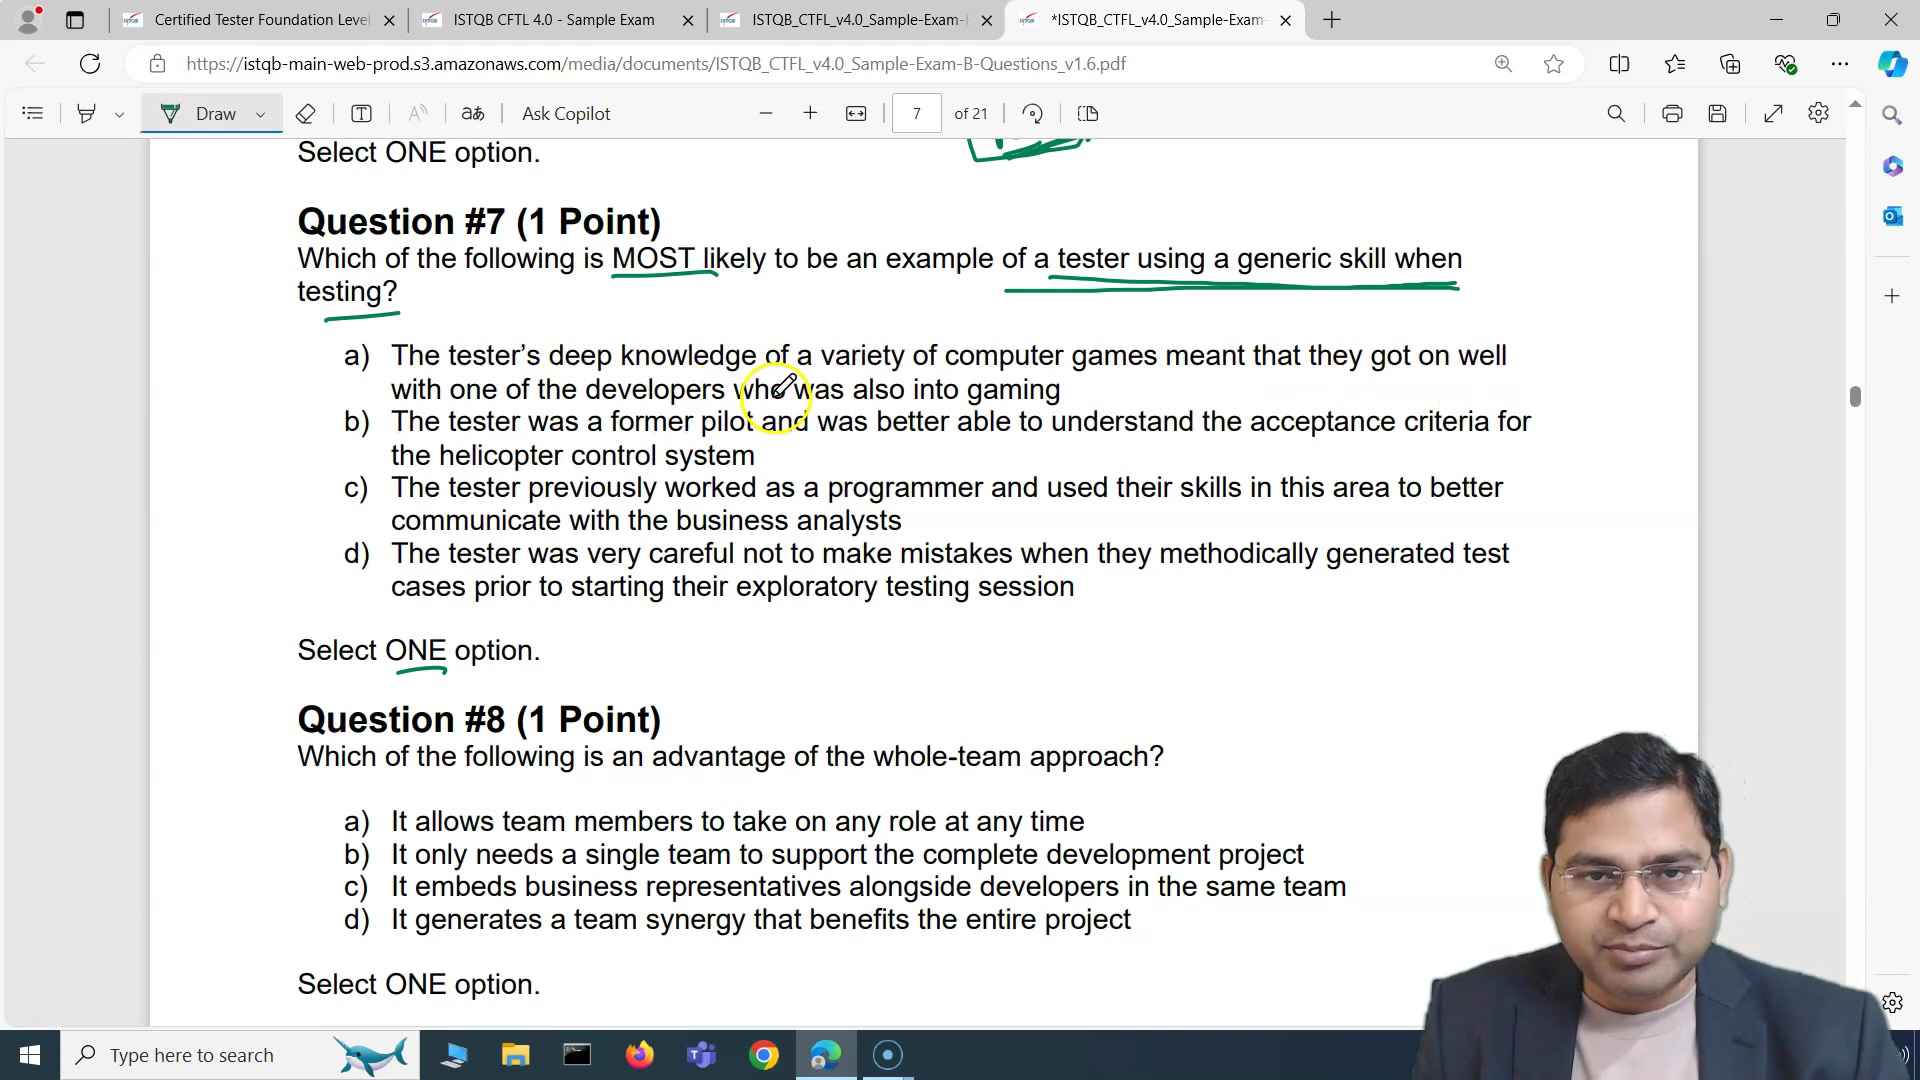 Certified Tester Foundation Level
ISTQB CFTL 4.0 - Sample Exam
ISTQB_CTFL_v4.0_Sample-Exam-
*ISTQB_CTFL_v4.0_Sample-Exam-
https://istqb-main-web-prod.s3.amazonaws.com/media/documents/ISTQB_CTFL_v4.0_Sample-Exam-B-Questions_v1.6.pdf
Draw
Ask Copilot
7 of 21
Select ONE option.
Question #7 (1 Point)
Which of the following is MOST likely to be an example of a tester using a generic skill when
testing?
a) The tester’s deep knowledge of a variety of computer games meant that they got on well
with one of the developers who was also into gaming
b) The tester was a former pilot and was better able to understand the acceptance criteria for
the helicopter control system
c) The tester previously worked as a programmer and used their skills in this area to better
communicate with the business analysts
d) The tester was very careful not to make mistakes when they methodically generated test
cases prior to starting their exploratory testing session
Select ONE option.
Question #8 (1 Point)
Which of the following is an advantage of the whole-team approach?
a) It allows team members to take on any role at any time
b) It only needs a single team to support the complete development project
c) It embeds business representatives alongside developers in the same team
d) It generates a team synergy that benefits the entire project
Select ONE option.
Type here to search